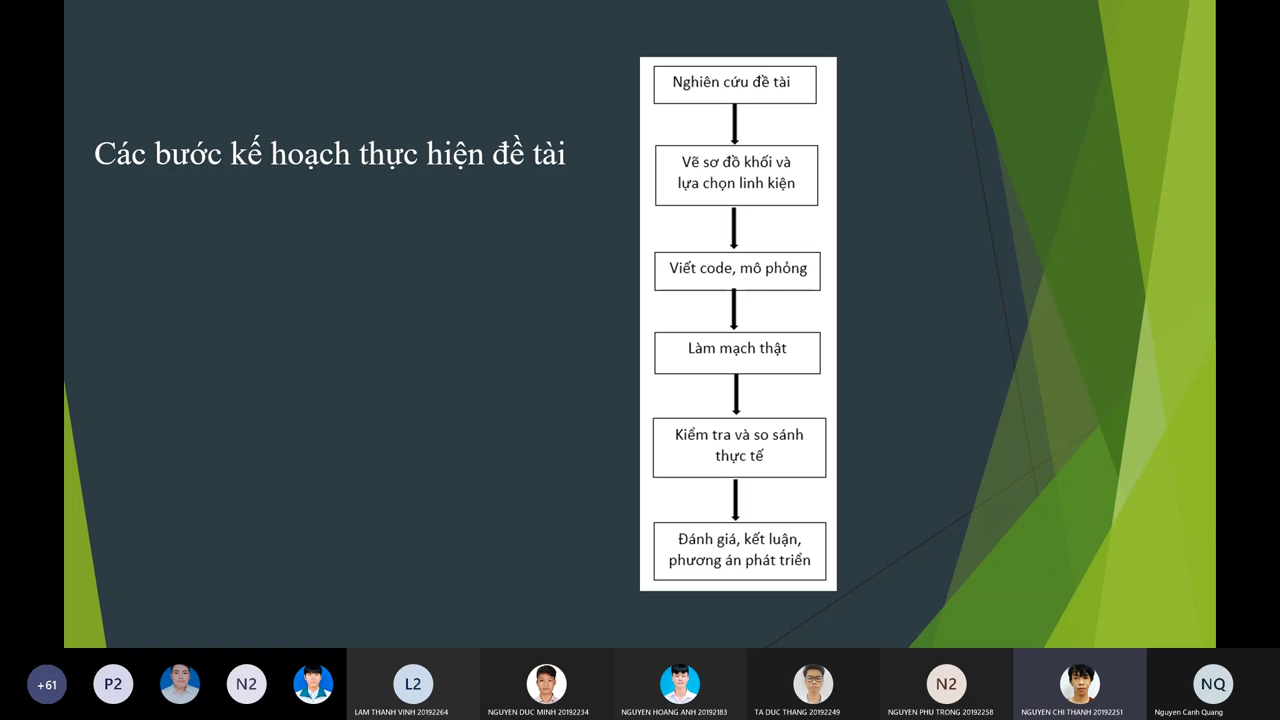 Các bước kế hoạch thực hiện đề tài
Nghiên cứu đề tài
Vẽ sơ đồ khối và
lựa chọn linh kiện
Viết code, mô phỏng
Làm mạch thật
Kiểm tra và so sánh
thực tế
Đánh giá, kết luận,
phương án phát triển
+61
P2
N2
L2
LAM THANH VINH 20192264
NGUYEN DUC MINH 20192234
NGUYEN HOANG ANH 20192183
TA DUC THANG 20192249
N2
NGUYEN PHU TRONG 20192258
NGUYEN CHI THANH 20192251
NQ
Nguyen Canh Quang